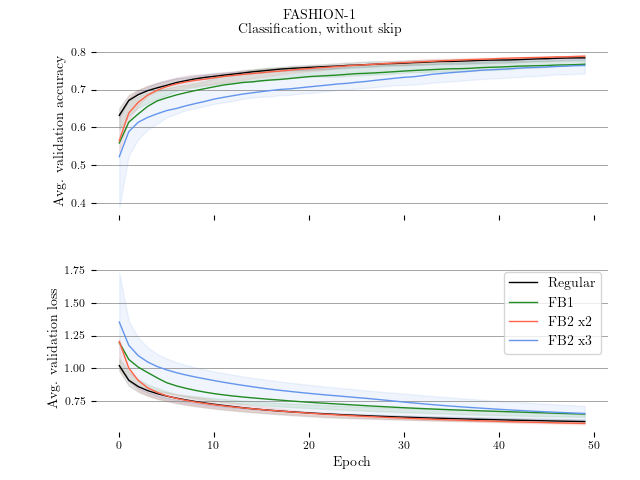 FASHION-1
Classification, without skip
Avg. validation accuracy
0.8
0.7
0.6
0.5
0.4
Avg. validation loss
1.75
1.50
1.25
1.00
0.75
Regular
FB1
FB2 x2
FB2 x3
0 10 20 30 40 50
Epoch